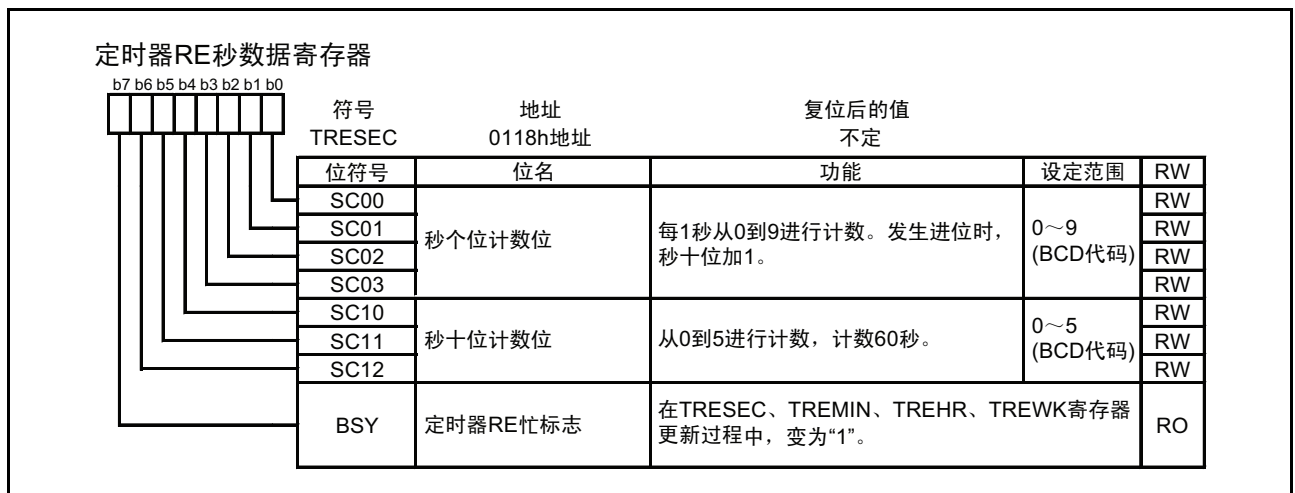 定时器RE秒数据寄存器
b7 b6 b5 b4 b3 b2 b1 b0
符号 地址 复位后的值
TRESEC 0118h地址 不定
位符号 位名 功能 设定范围 RW
SC00 RW
SC01 RW
SC02 RW
SC03 RW
秒个位计数位
每1秒从0到9进行计数。发生进位时，
秒十位加1。
0～9
(BCD代码)
SC10 RW
SC11 RW
SC12 RW
秒十位计数位
从0到5进行计数，计数60秒。
0～5
(BCD代码)
BSY 定时器RE忙标志
在TRESEC、TREMIN、TREHR、TREWK寄存器
更新过程中，变为“1”。
RO